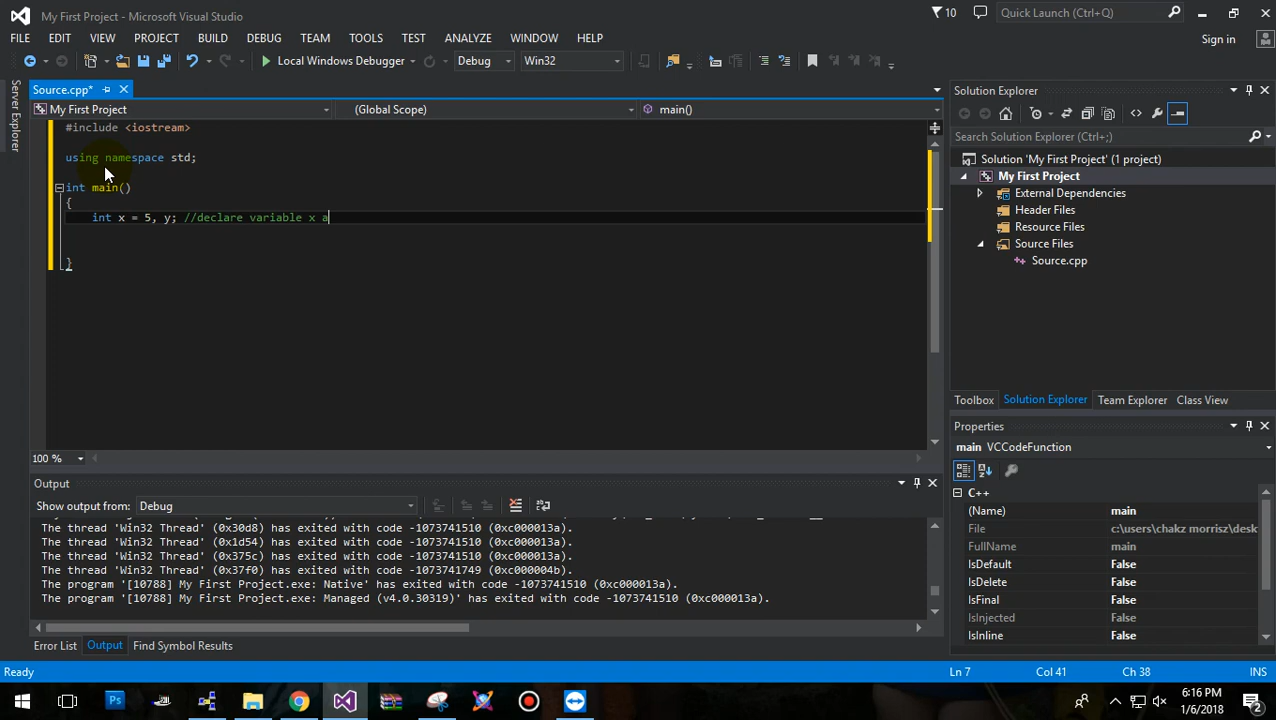 My First Project - Microsoft Visual Studio
10
Quick Launch (Ctrl+Q)
FILE EDIT VIEW PROJECT BUILD DEBUG TEAM TOOLS TEST ANALYZE WINDOW HELP
Sign in
Local Windows Debugger Debug Win32
Server Explorer
Source.cpp*
My First Project (Global Scope) main()
#include <iostream>
using namespace std;
int main()
{
int x = 5, y; //declare variable x a
}
100 %
Solution Explorer
Search Solution Explorer (Ctrl+;)
Solution 'My First Project' (1 project)
My First Project
External Dependencies
Header Files
Resource Files
Source Files
Source.cpp
Toolbox Solution Explorer Team Explorer Class View
Properties
main VCCodeFunction
C++
(Name) main
File c:\users\chakz morrisz\desk
FullName main
IsDefault False
IsDelete False
IsFinal False
IsInjected False
IsInline False
Output
Show output from: Debug
The thread 'Win32 Thread' (0x30d8) has exited with code -1073741510 (0xc000013a).
The thread 'Win32 Thread' (0x1d54) has exited with code -1073741510 (0xc000013a).
The thread 'Win32 Thread' (0x375c) has exited with code -1073741510 (0xc000013a).
The thread 'Win32 Thread' (0x37f0) has exited with code -1073741749 (0xc000004b).
The program '[10788] My First Project.exe: Native' has exited with code -1073741510 (0xc000013a).
The program '[10788] My First Project.exe: Managed (v4.0.30319)' has exited with code -1073741510 (0xc000013a).
Error List Output Find Symbol Results
Ready Ln 7 Col 41 Ch 38 INS
Ps
6:16 PM
1/6/2018
2